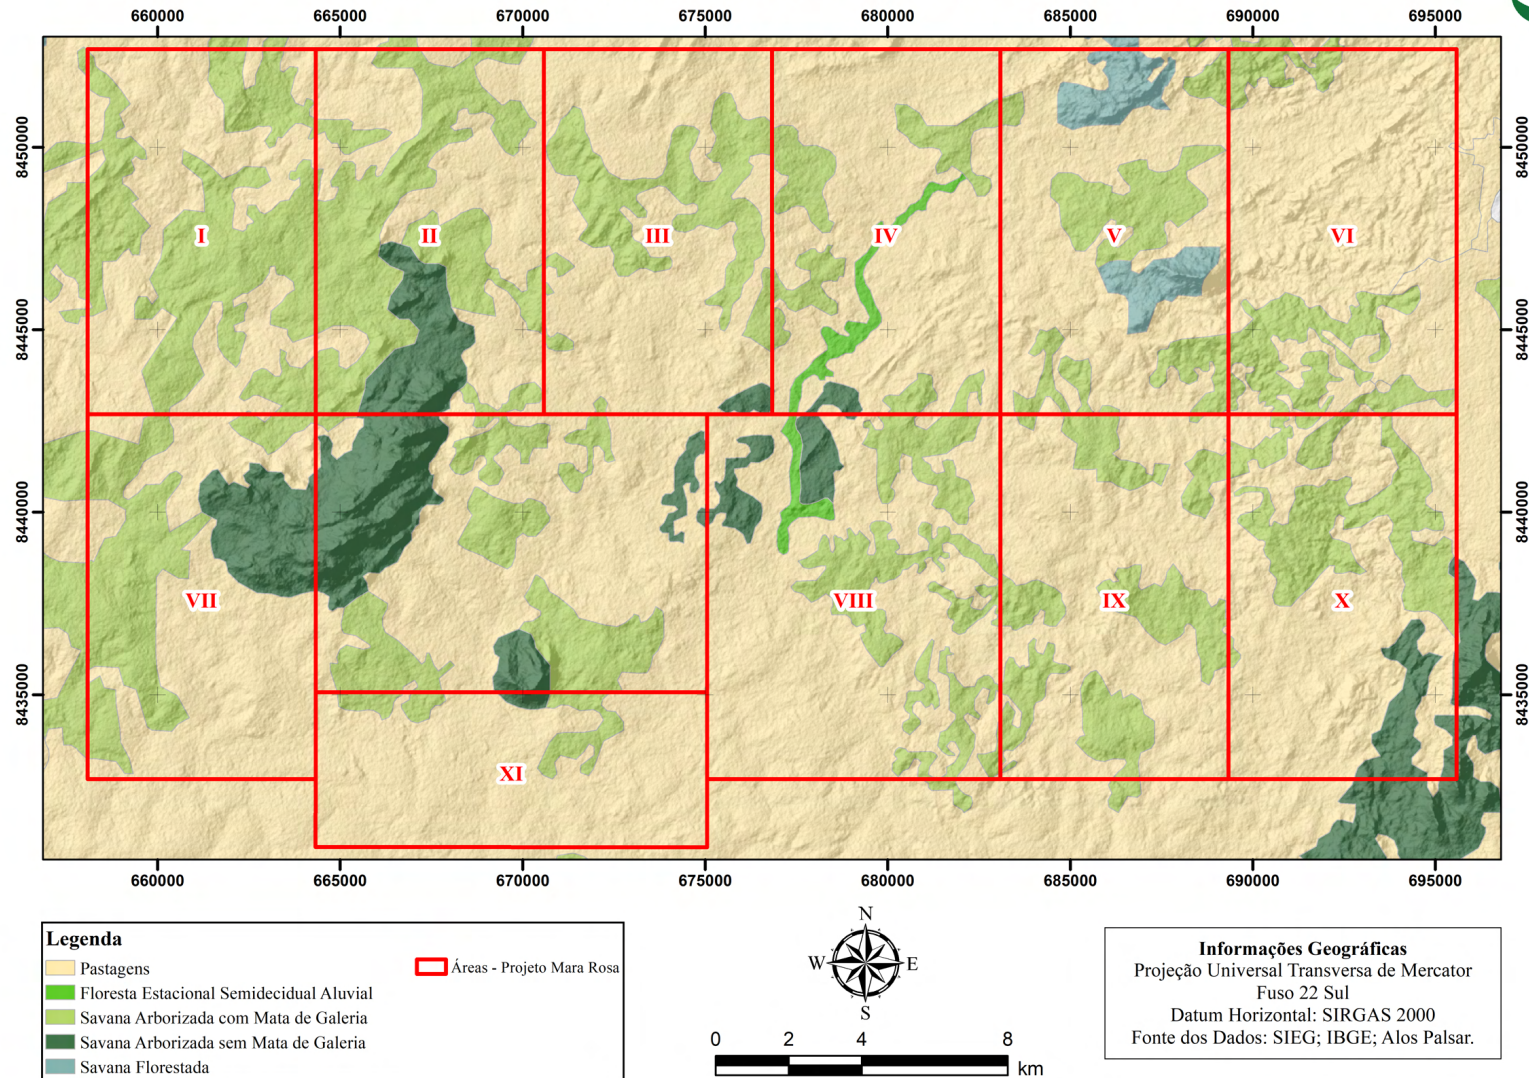 660000 665000 670000 675000 680000 685000 690000 695000
8450000 8450000
I II III IV V VI
8445000 8445000
8440000 8440000
VII VIII IX X
8435000 8435000
XI
660000 665000 670000 675000 680000 685000 690000 695000
Legenda
Pastagens
Áreas - Projeto Mara Rosa
Floresta Estacional Semidecidual Aluvial
Savana Arborizada com Mata de Galeria
Savana Arborizada sem Mata de Galeria
Savana Florestada
N
W E
S
0 2 4 8
km
Informações Geográficas
Projeção Universal Transversa de Mercator
Fuso 22 Sul
Datum Horizontal: SIRGAS 2000
Fonte dos Dados: SIEG; IBGE; Alos Palsar.